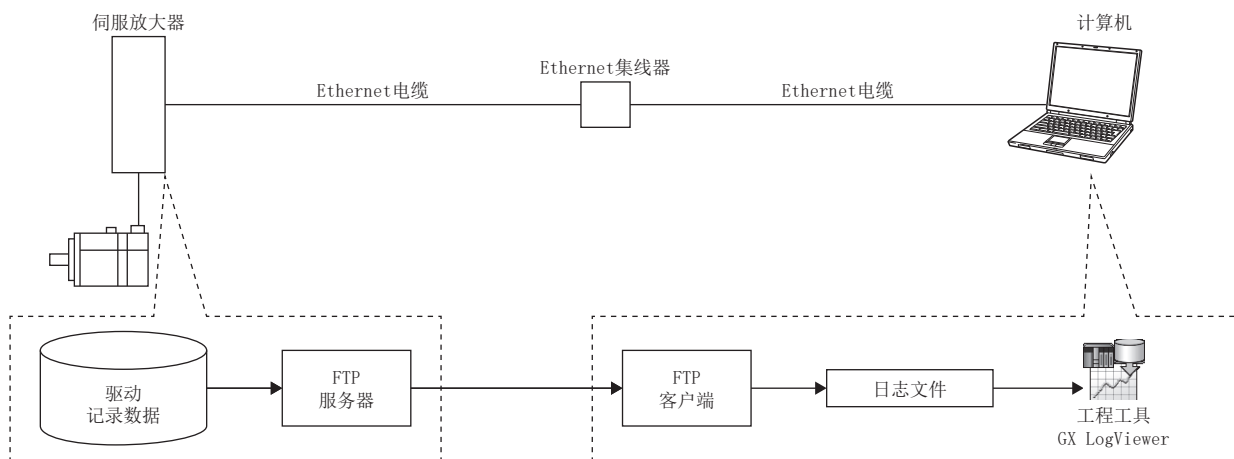 伺服放大器
计算机
Ethernet集线器
Ethernet电缆
Ethernet电缆
驱动
记录数据
FTP
服务器
FTP
客户端
日志文件
工程工具
GX LogViewer